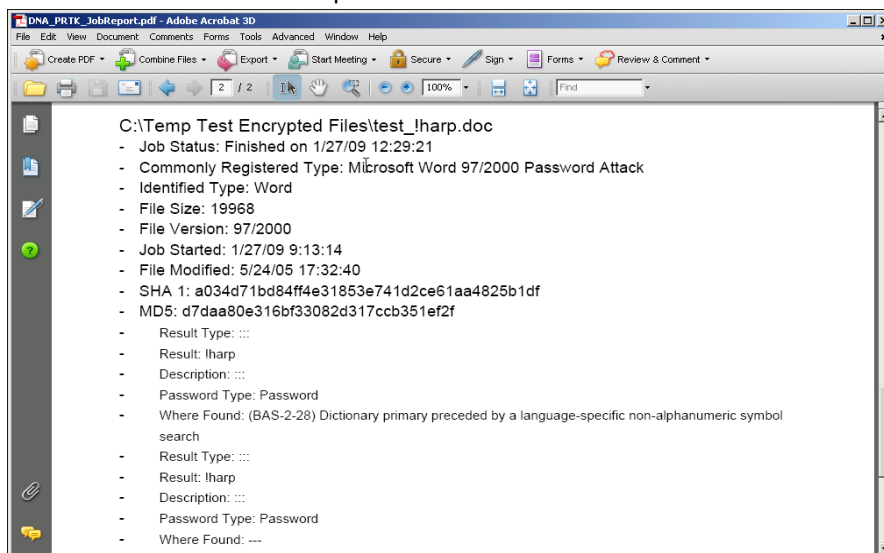 DNA_PRTK_JobReport.pdf - Adobe Acrobat 3D
File Edit View Document Comments Forms Tools Advanced Window Help
Create PDF Combine Files Export Start Meeting Secure Sign Forms Review & Comment
2 / 2 100% Find
C:\Temp Test Encrypted Files\test_!harp.doc
- Job Status: Finished on 1/27/09 12:29:21
- Commonly Registered Type: Microsoft Word 97/2000 Password Attack
- Identified Type: Word
- File Size: 19968
- File Version: 97/2000
- Job Started: 1/27/09 9:13:14
- File Modified: 5/24/05 17:32:40
- SHA 1: a034d71bd84ff4e31853e741d2ce61aa4825b1df
- MD5: d7daa80e316bf33082d317ccb351ef2f
- Result Type: :::
- Result: !harp
- Description: :::
- Password Type: Password
- Where Found: (BAS-2-28) Dictionary primary preceded by a language-specific non-alphanumeric symbol
search
- Result Type: :::
- Result: !harp
- Description: :::
- Password Type: Password
- Where Found: ---